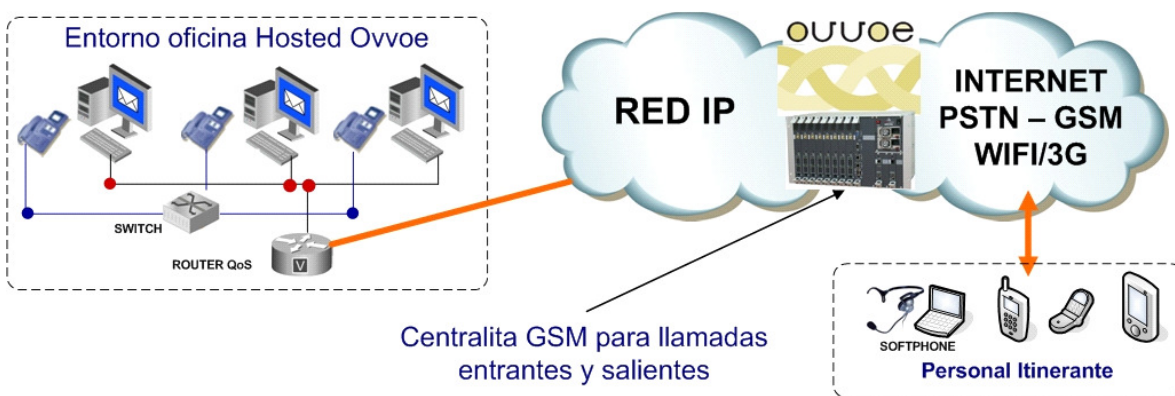 Entorno oficina Hosted Ovvoe
SWITCH
ROUTER QoS
V
RED IP
ouuoe
INTERNET
PSTN – GSM
WIFI/3G
Centralita GSM para llamadas
entrantes y salientes
SOFTPHONE
Personal Itinerante